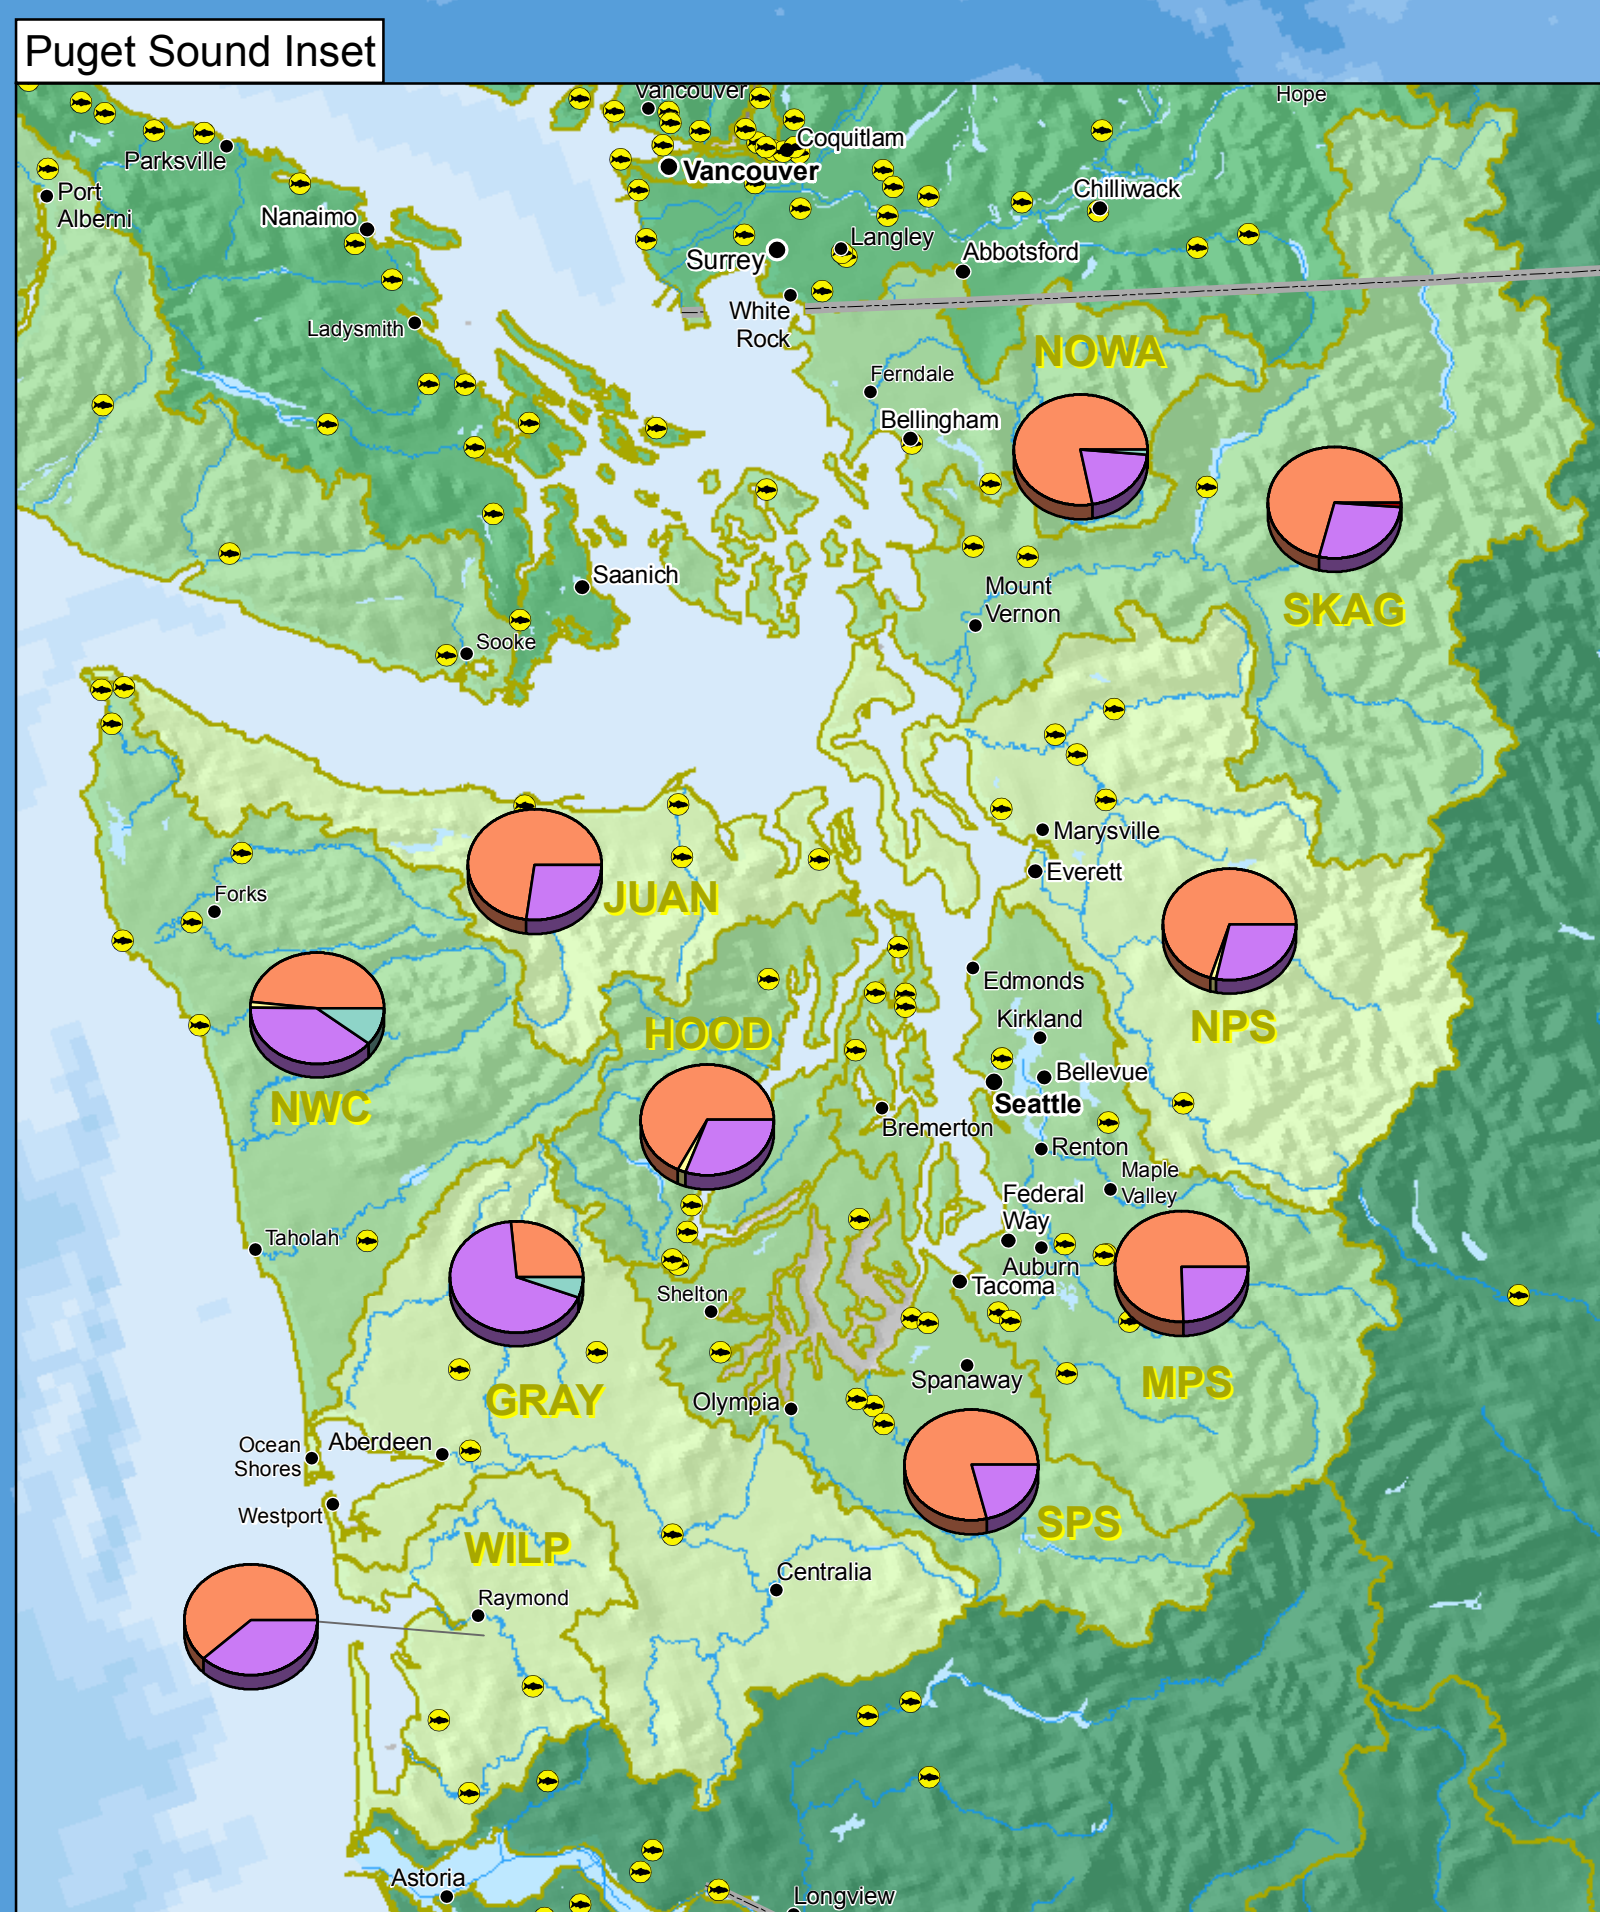 Puget Sound Inset
Vancouver
Hope
Parksville
Coquitlam
Vancouver
Port
Alberni
Chilliwack
Nanaimo
Langley
Surrey
Abbotsford
White
Rock
Ladysmith
NOWA
Ferndale
Bellingham
Saanich
Mount
Vernon
SKAG
Sooke
Marysville
Everett
Forks
JUAN
Edmonds
Kirkland
HOOD
NPS
Bellevue
Seattle
NWC
Bremerton
Renton
Maple
Valley
Federal
Way
Taholah
Auburn
Tacoma
Shelton
Spanaway
MPS
GRAY
Olympia
Ocean
Shores
Aberdeen
Westport
SPS
WILP
Centralia
Raymond
Astoria
Longview